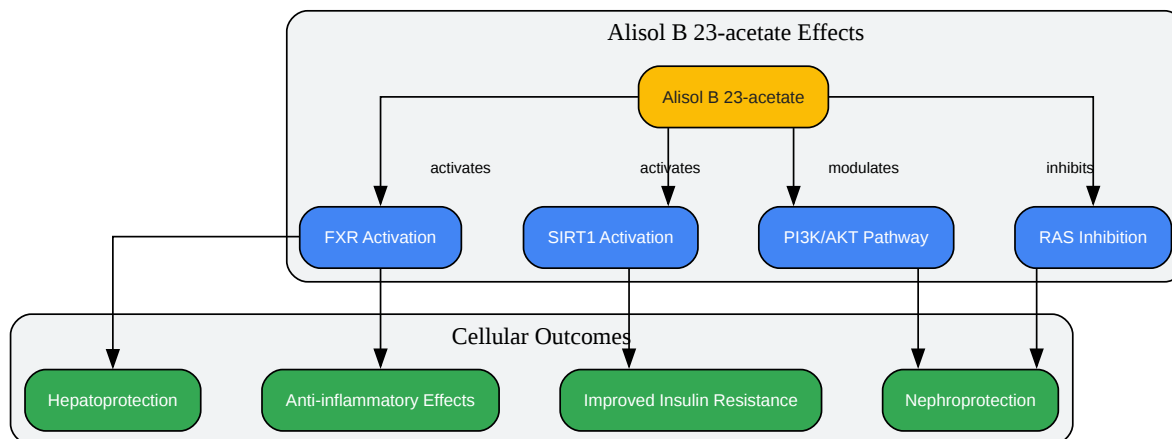 Alisol B 23-acetate Effects
Alisol B 23-acetate
activates
activates
modulates
inhibits
FXR Activation
SIRT1 Activation
PI3K/AKT Pathway
RAS Inhibition
Cellular Outcomes
Hepatoprotection
Anti-inflammatory Effects
Improved Insulin Resistance
Nephroprotection